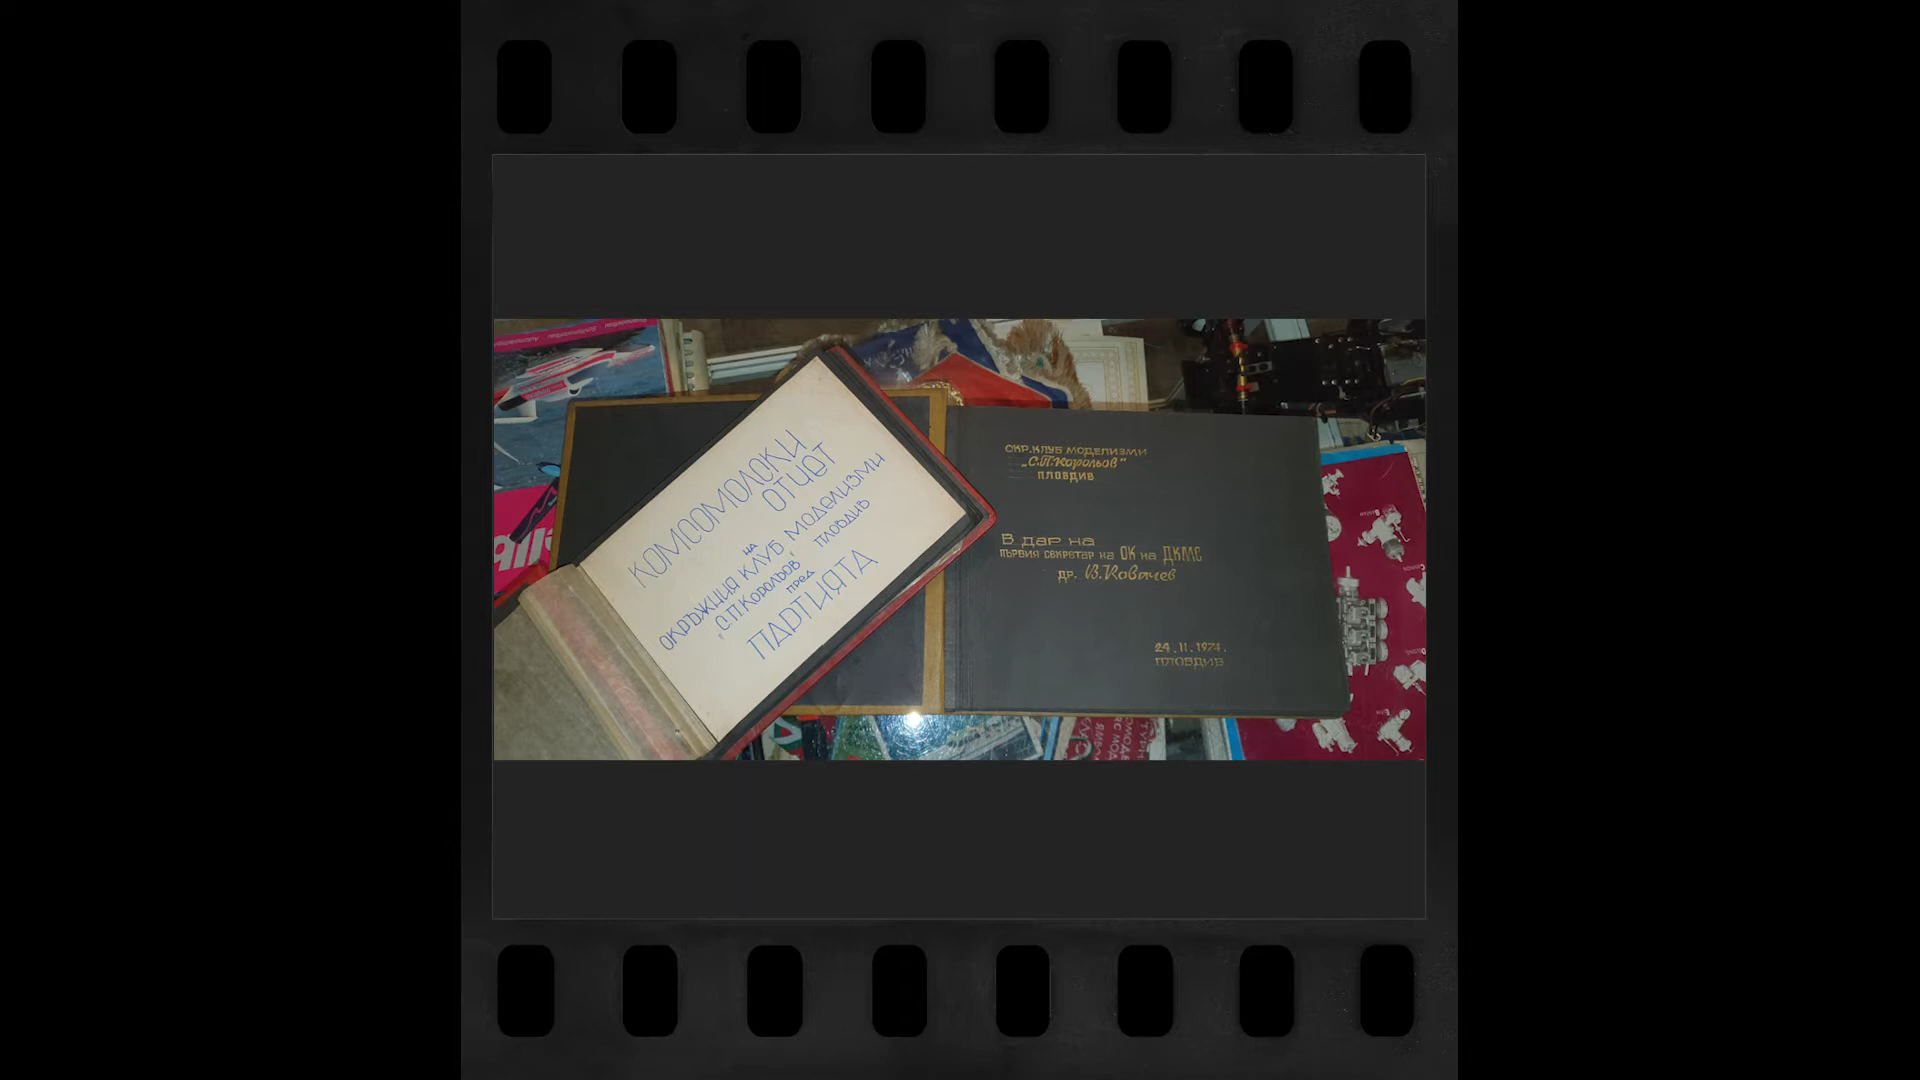 КОМСОМОЛСКИ
ОТЧЕТ
НА
ОКРЪЖНИЯ КЛУБ МОДЕЛИЗМИ
"С.П.КОРОЛЬОВ" ПЛОВДИВ
ПРЕД
ПАРТИЯТА
ОКР. КЛУБ МОДЕЛИЗМИ
"С.П.Корольов"
ПЛОВДИВ
В дар на
първия секретар на ОК на ДКМС
др. В.Ковачев
24.II.1974.
ПЛОВДИВ